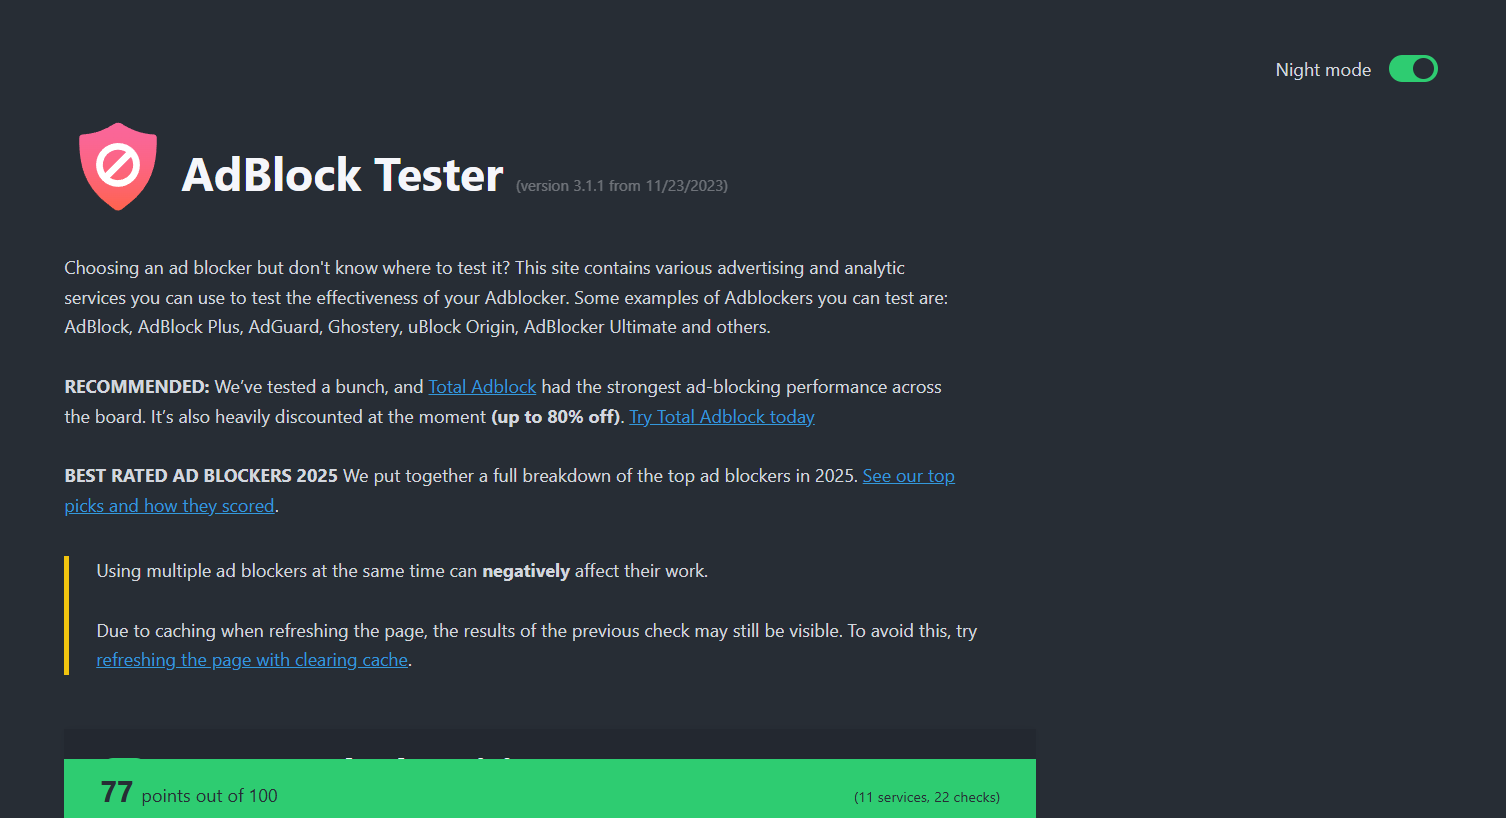 Night mode
AdBlock Tester (version 3.1.1 from 11/23/2023)
Choosing an ad blocker but don't know where to test it? This site contains various advertising and analytic
services you can use to test the effectiveness of your Adblocker. Some examples of Adblockers you can test are:
AdBlock, AdBlock Plus, AdGuard, Ghostery, uBlock Origin, AdBlocker Ultimate and others.
RECOMMENDED: We’ve tested a bunch, and Total Adblock had the strongest ad-blocking performance across
the board. It’s also heavily discounted at the moment (up to 80% off). Try Total Adblock today
BEST RATED AD BLOCKERS 2025 We put together a full breakdown of the top ad blockers in 2025. See our top
picks and how they scored.
Using multiple ad blockers at the same time can negatively affect their work.
Due to caching when refreshing the page, the results of the previous check may still be visible. To avoid this, try
refreshing the page with clearing cache.
77 points out of 100 (11 services, 22 checks)